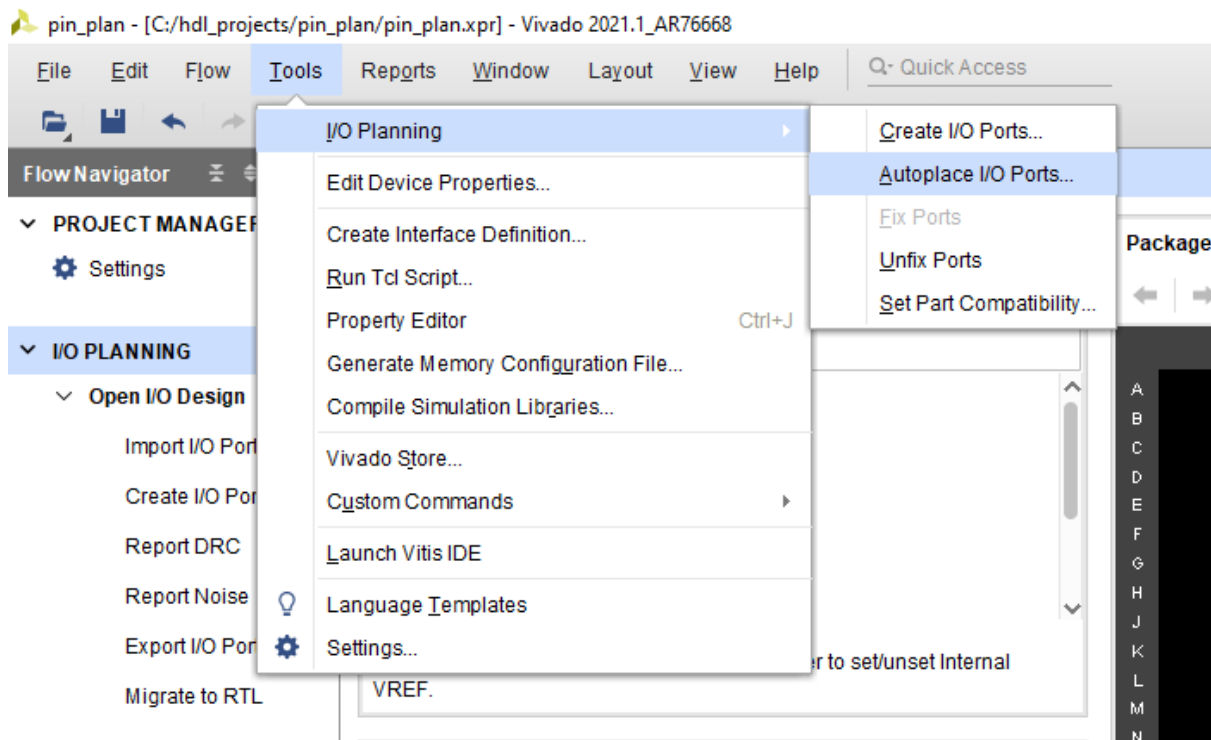 pin_plan - [C:/hdl_projects/pin_plan/pin_plan.xpr] - Vivado 2021.1_AR76668
File Edit Flow Tools Reports Window Layout View Help Quick Access
I/O Planning
Create I/O Ports...
Autoplace I/O Ports...
Fix Ports
Unfix Ports
Set Part Compatibility...
Edit Device Properties...
Create Interface Definition...
Run Tcl Script...
Property Editor Ctrl+J
Generate Memory Configuration File...
Compile Simulation Libraries...
Vivado Store...
Custom Commands
Launch Vitis IDE
Language Templates
Settings...
Flow Navigator
PROJECT MANAGER
Settings
I/O PLANNING
Open I/O Design
Import I/O Port
Create I/O Por
Report DRC
Report Noise
Export I/O Por
Migrate to RTL
r to set/unset Internal
VREF.
Package
A
B
C
D
E
F
G
H
J
K
L
M
N